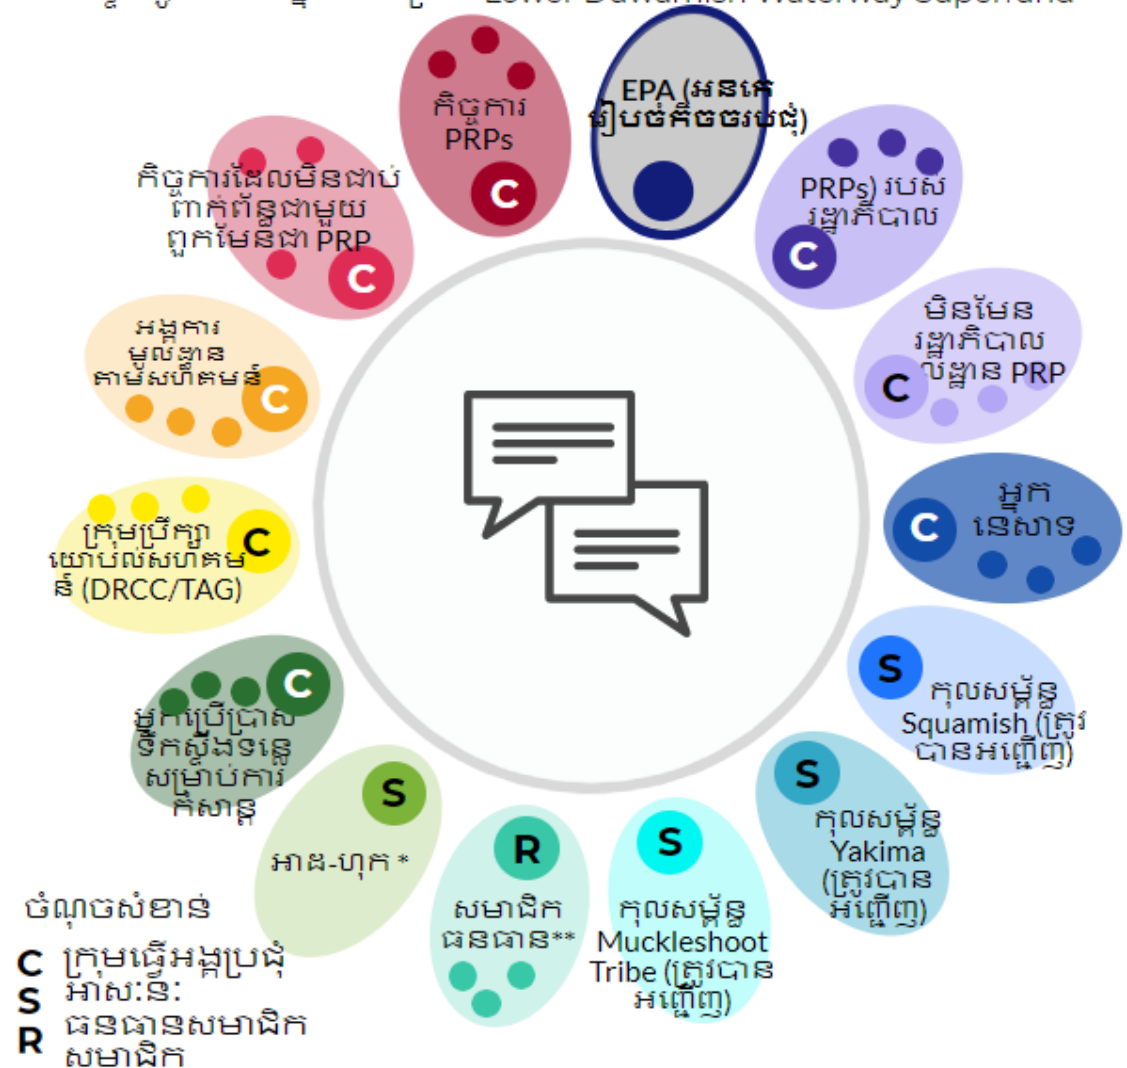 Lower Duwamish Waterway Superfund
កិច្ចការ
PRPs
C
EPA (អនកេ
រៀបចំកិចចរបជុំ)
PRPs) របស់
រដ្ឋាភិបាល
C
មិនមែន
រដ្ឋាភិបាល
លដ្ឋាន PRP
C
អ្នក
នេសាទ
C
S
កុលសម្ព័ន្ធ
Squamish (ត្រូវ
បានអញ្ជើញ)
S
កុលសម្ព័ន្ធ
Yakima
(ត្រូវបាន
អញ្ជើញ)
S
កុលសម្ព័ន្ធ
Muckleshoot
Tribe (ត្រូវបាន
អញ្ជើញ)
R
សមាជិក
ធនធាន**
S
អាដ-ហុក *
C
អ្នកប្រើប្រាស់
ទឹកស្ទឹងទន្លេ
សម្រាប់ការ
កំសាន្ត
ក្រុមប្រឹក្សា
យោបល់សហគម
ន៍ (DRCC/TAG)
C
អង្គការ
មូលដ្ឋាន
តាមសហគមន៍
C
កិច្ចការដែលមិនជាប់
ពាក់ព័ន្ធជាមួយ
ពួកមែនជា PRP
C
ចំណុចសំខាន់
C ក្រុមធ្វើអង្គប្រជុំ
S អាសៈនៈ
R ធនធានសមាជិក
សមាជិក